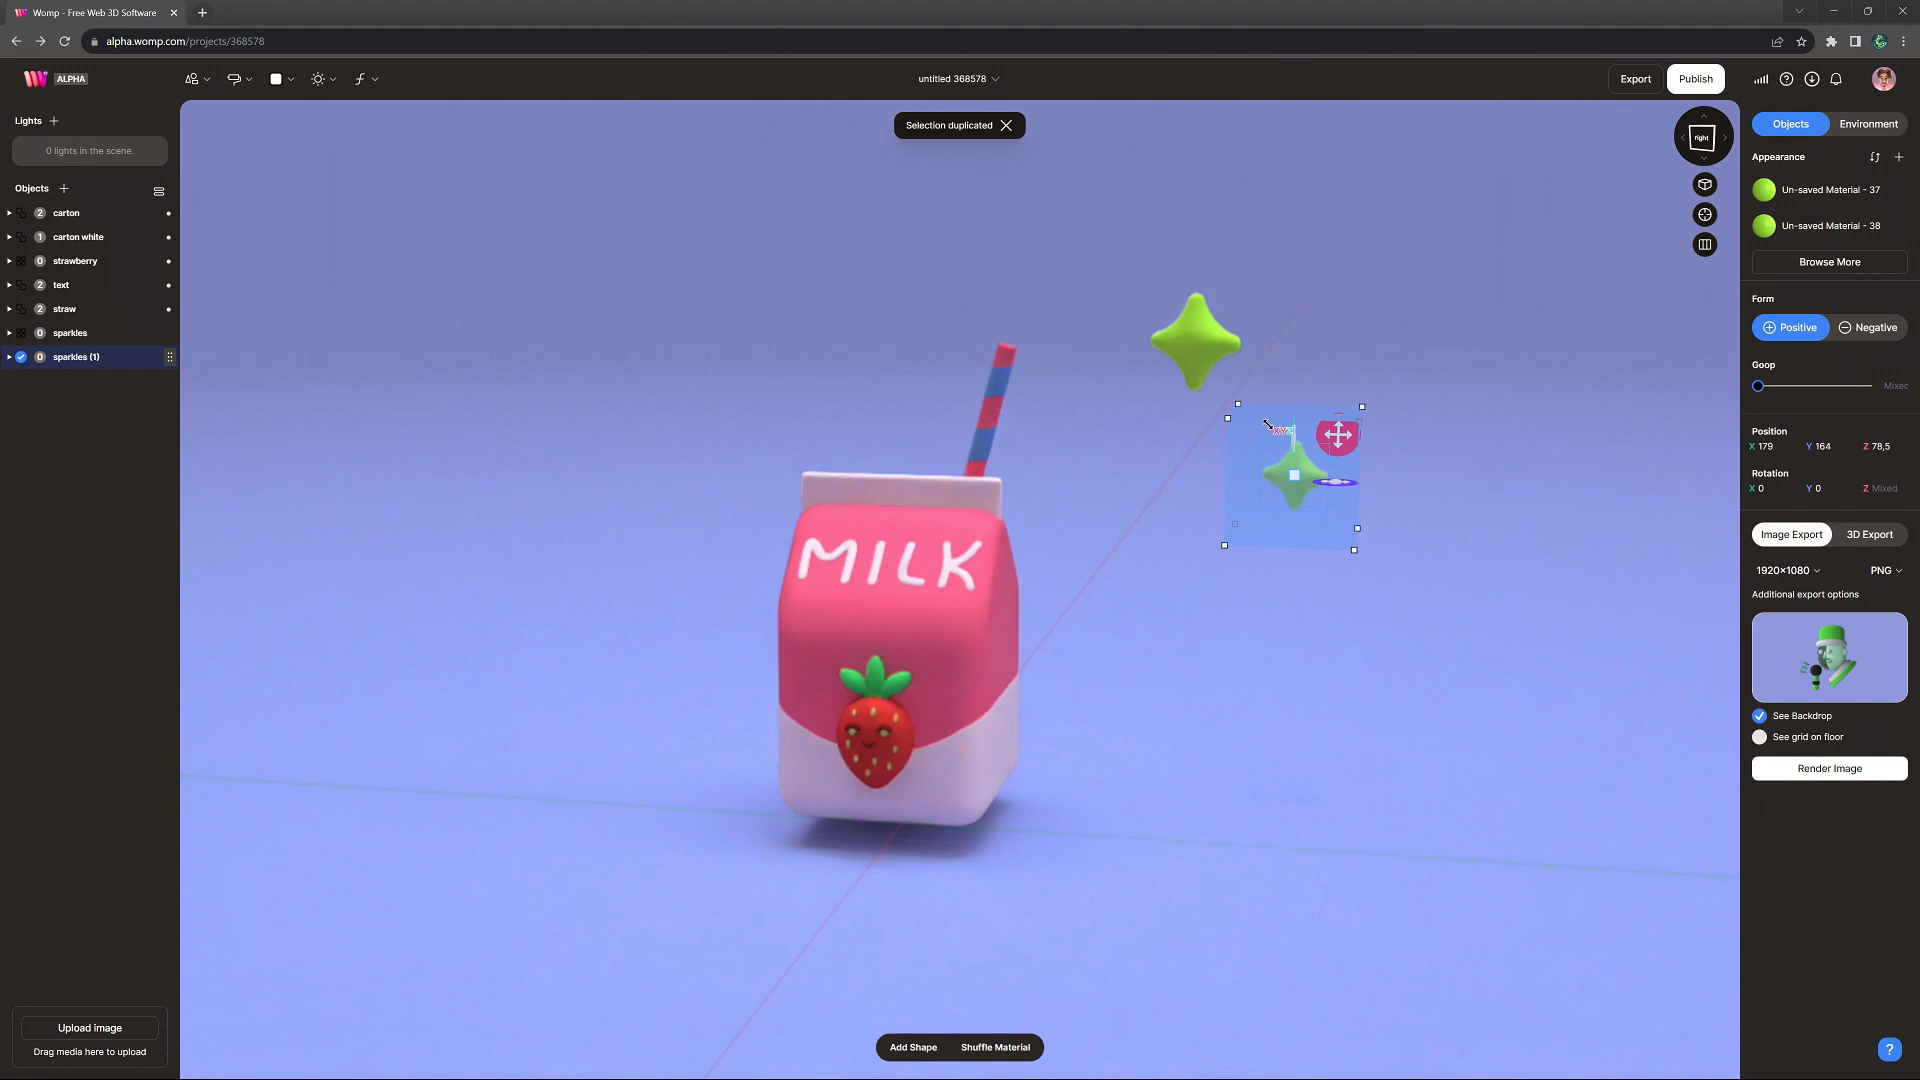 Womp - Free Web 3D Software
alpha.womp.com/projects/368578
ALPHA
untitled 368578
Export
Publish
Lights
0 lights in the scene.
Objects
2 carton
1 carton white
0 strawberry
2 text
2 straw
0 sparkles
0 sparkles (1)
Upload image
Drag media here to upload
Selection duplicated
right
XYZ
MILK
Add Shape
Shuffle Material
Objects
Environment
Appearance
Un-saved Material - 37
Un-saved Material - 38
Browse More
Form
Positive
Negative
Goop
Mixec
Position
X 179 Y 164 Z 78,5
Rotation
X 0 Y 0 Z Mixed
Image Export
3D Export
1920×1080
PNG
Additional export options
See Backdrop
See grid on floor
Render Image
?